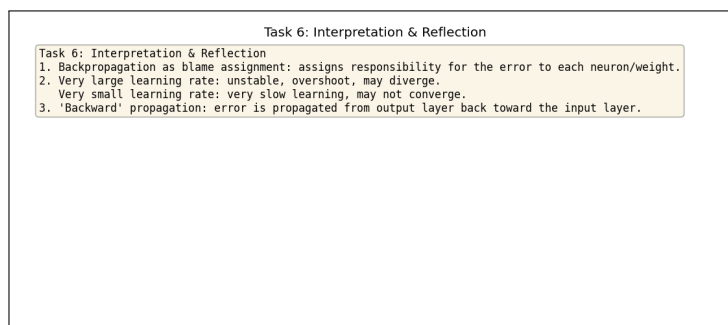 Task 6: Interpretation & Reflection
Task 6: Interpretation & Reflection
1. Backpropagation as blame assignment: assigns responsibility for the error to each neuron/weight.
2. Very large learning rate: unstable, overshoot, may diverge.
Very small learning rate: very slow learning, may not converge.
3. 'Backward' propagation: error is propagated from output layer back toward the input layer.